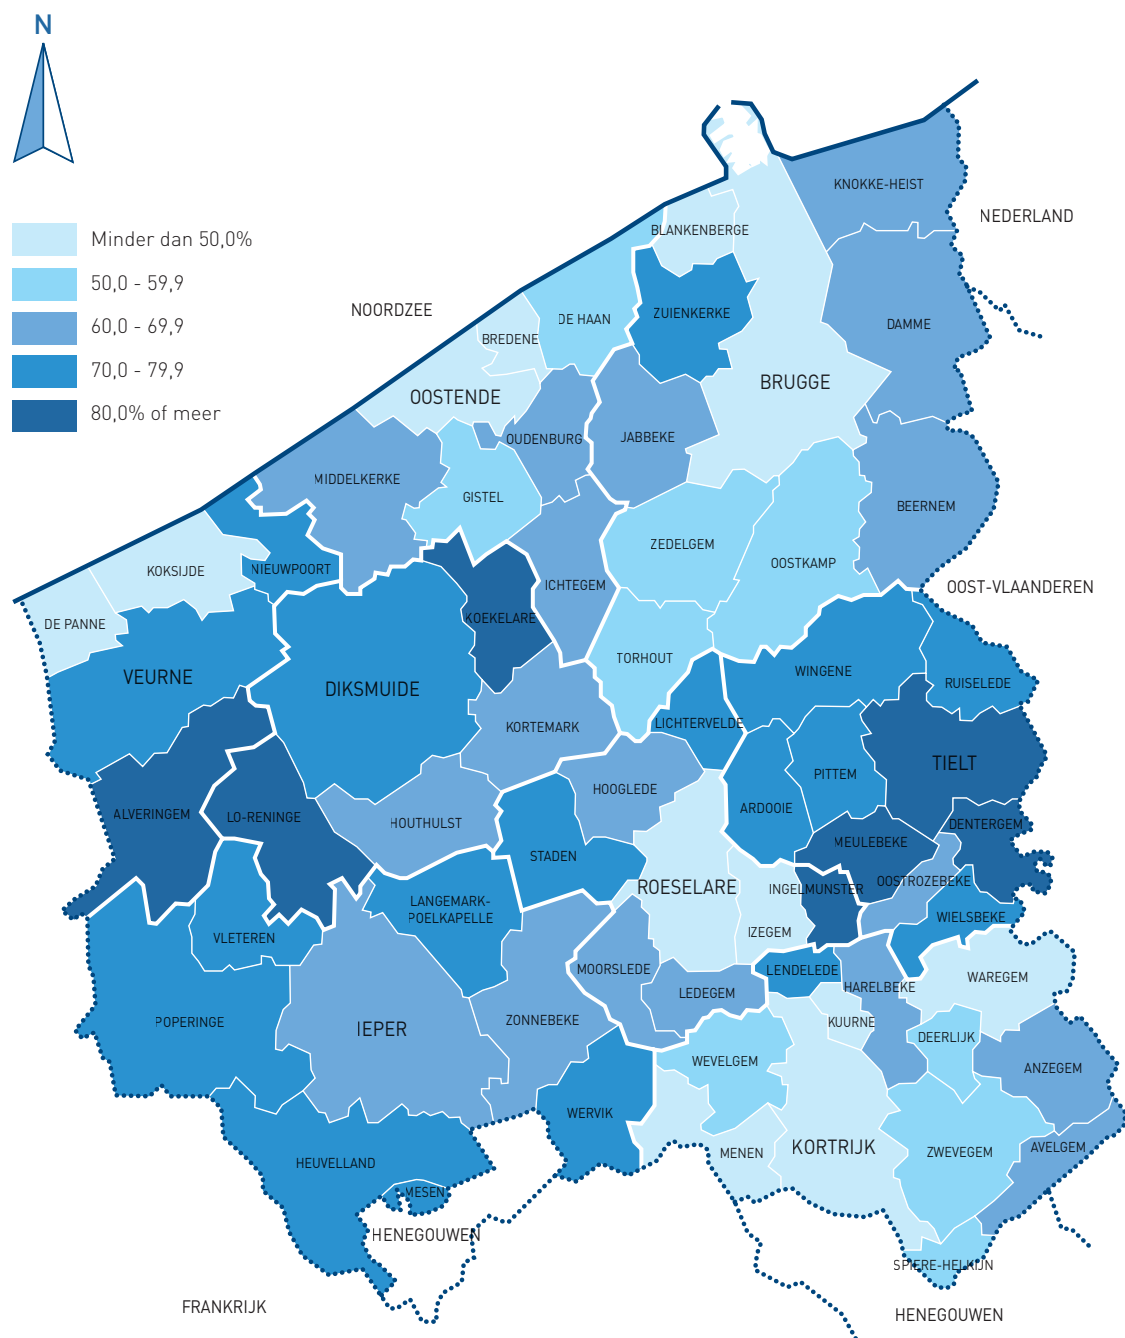 N
KNOKKE-HEIST
NEDERLAND
BLANKENBERGE
Minder dan 50,0%
50,0 - 59,9
60,0 - 69,9
70,0 - 79,9
80,0% of meer
NOORDZEE
DE HAAN
ZUIENKERKE
DAMME
BREDENE
BRUGGE
OOSTENDE
OUDENBURG
JABBEKE
MIDDELKERKE
GISTEL
BEERNEM
ZEDELGEM
OOSTKAMP
KOKSIJDE
NIEUWPOORT
ICHTEGEM
OOST-VLAANDEREN
DE PANNE
KOEKELARE
TORHOUT
VEURNE
DIKSMUIDE
WINGENE
RUISELEDE
KORTEMARK
LICHTERVELDE
TIELT
PITTEM
HOOGLEDE
ARDOOIE
ALVERINGEM
LO-RENINGE
HOUTHULST
DENTERGEM
MEULEBEKE
STADEN
ROESELARE
INGELMUNSTER
OOSTROZEBEKE
LANGEMARK-
POELKAPELLE
WIELSBEKE
VLETEREN
IZEGEM
MOORSLEDE
LENDELEDE
WAREGEM
HARELBEKE
LEDEGEM
POPERINGE
IEPER
ZONNEBEKE
KUURNE
DEERLIJK
WEVELGEM
ANZEGEM
WERVIK
KORTRIJK
AVELGEM
MENEN
ZWEVEGEM
HEUVELLAND
MESEN
HENEGOUWEN
SPIERE-HELKIJN
FRANKRIJK
HENEGOUWEN